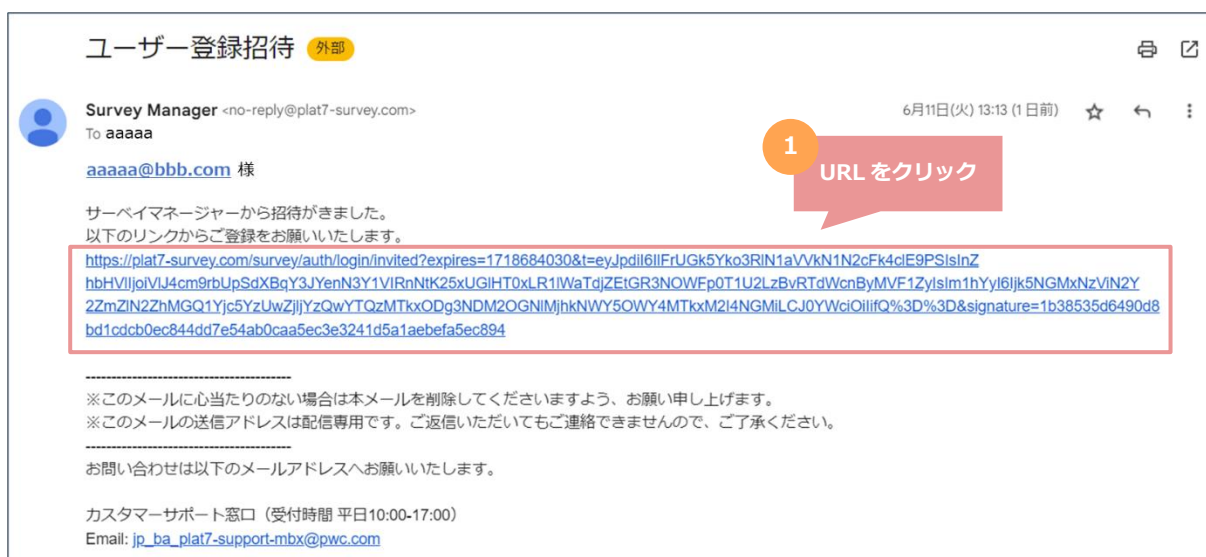 ユーザー登録招待 外部
Survey Manager <no-reply@plat7-survey.com>
6月11日(火) 13:13 (1 日前)
To aaaaa
1
URL をクリック
aaaaa@bbb.com 様
サーベイマネージャーから招待がきました。
以下のリンクからご登録をお願いいたします。
https://plat7-survey.com/survey/auth/login/invited?expires=1718684030&t=eyJpdiI6IlFrUGk5Yko3RlN1aVVkN1N2cFk4clE9PSIsInZ
hbHVlIjoiVlJ4cm9rbUpSdXBqY3JYenN3Y1VIRnNtK25xUGlHT0xLR1lWaTdjZEtGR3NOWFp0T1U2LzBvRTdWcnByMVF1ZyIsIm1hYyI6Ijk5NGMxNzViN2Y
2ZmZlN2ZhMGQ1Yjc5YzUwZjljYzQwYTQzMTkxODg3NDM2OGNlMjhkNWY5OWY4MTkxM2I4NGMiLCJ0YWciOiIifQ%3D%3D&signature=1b38535d6490d8
bd1cdcb0ec844dd7e54ab0caa5ec3e3241d5a1aebefa5ec894
----------------------------------------
※このメールに心当たりのない場合は本メールを削除してくださいますよう、お願い申し上げます。
※このメールの送信アドレスは配信専用です。ご返信いただいてもご連絡できませんので、ご了承ください。
----------------------------------------
お問い合わせは以下のメールアドレスへお願いいたします。
カスタマーサポート窓口（受付時間 平日10:00-17:00）
Email: jp_ba_plat7-support-mbx@pwc.com